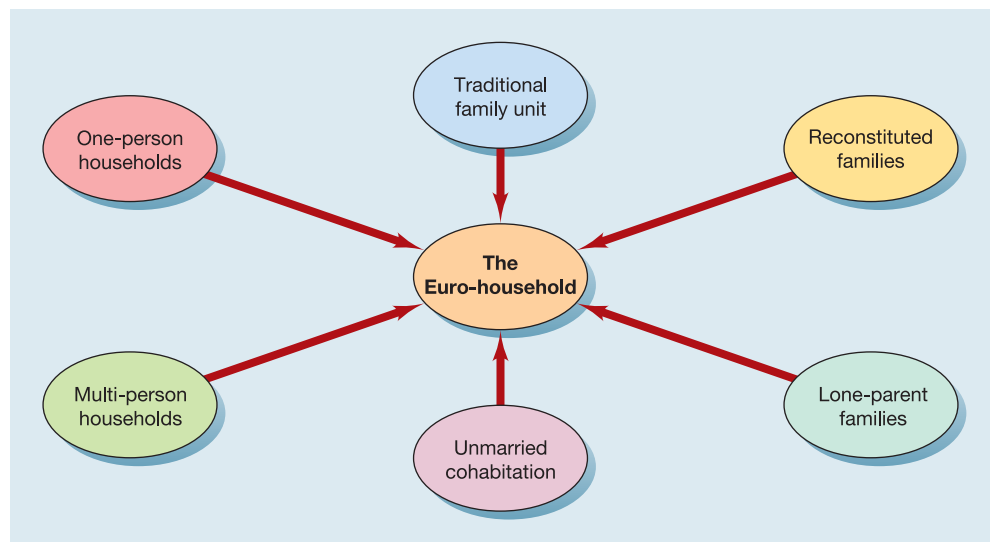 Traditional
family unit
One-person
households
Reconstituted
families
The
Euro-household
Multi-person
households
Lone-parent
families
Unmarried
cohabitation